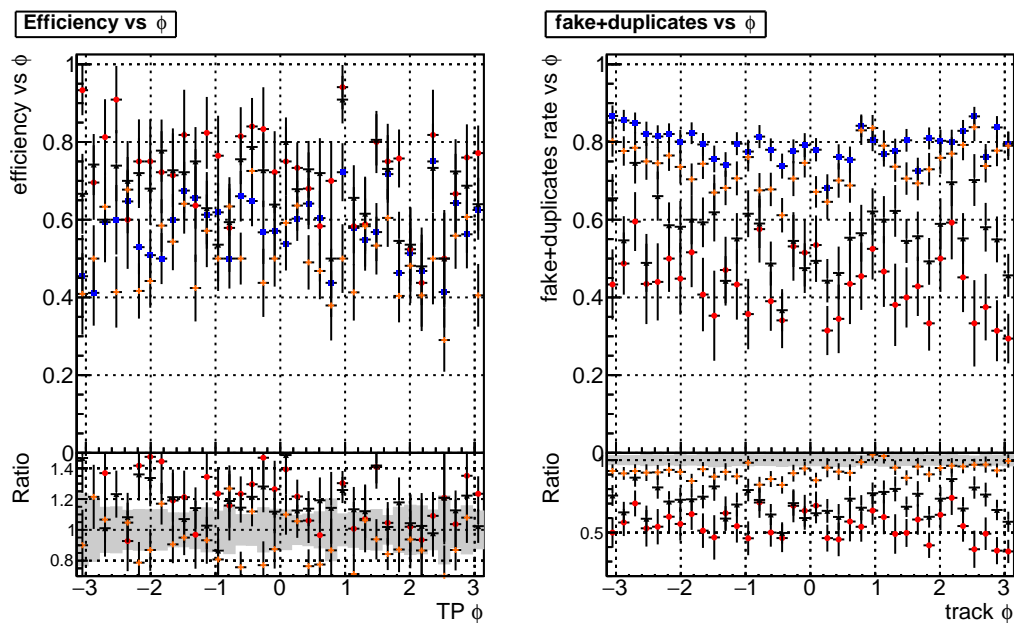 Efficiency vs ϕ
efficiency vs ϕ
1
0.8
0.6
0.4
0.2
0
Ratio
1.4
1.2
1
0.8
−3 −2 −1 0 1 2 3
TP ϕ
fake+duplicates vs ϕ
fake+duplicates rate vs ϕ
1
0.8
0.6
0.4
0.2
0
Ratio
0.5
−3 −2 −1 0 1 2 3
track ϕ